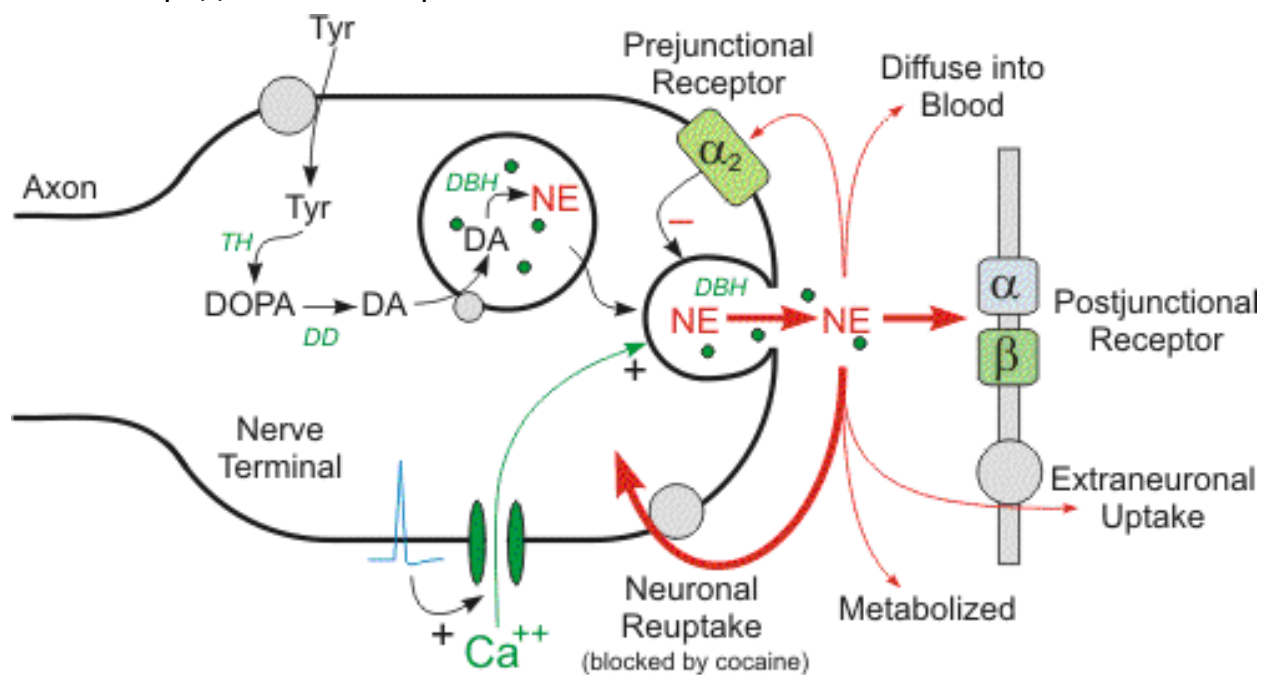 Tyr
Prejunctional
Receptor
Diffuse into
Blood
α₂
Axon
DBH
NE
Tyr
TH
DA
DOPA
DA
DD
–
DBH
NE
NE
α
β
Postjunctional
Receptor
+
Nerve
Terminal
Extraneuronal
Uptake
Neuronal
Reuptake
(blocked by cocaine)
Metabolized
+
Ca⁺⁺